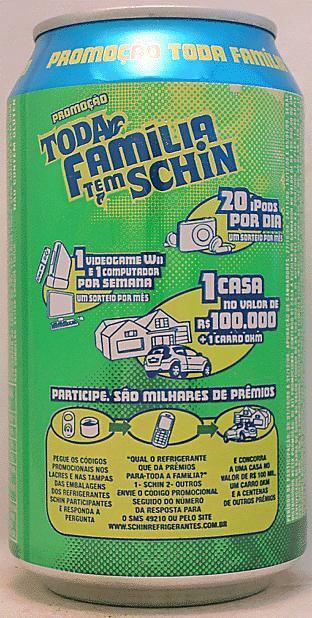 PROMOÇÃO TODA FAMÍLIA
PROMOÇÃO
TODA
FAMÍLIA
TEM SCHIN
20 iPODS
POR DIA
UM SORTEIO POR MÊS
1 VIDEOGAME WII
E 1 COMPUTADOR
POR SEMANA
UM SORTEIO POR MÊS
1 CASA
NO VALOR DE
R$ 100.000
+1 CARRO 0KM
PARTICIPE. SÃO MILHARES DE PRÊMIOS
PEGUE OS CÓDIGOS
PROMOCIONAIS NOS
LACRES E NAS TAMPAS
DAS EMBALAGENS
DOS REFRIGERANTES
SCHIN PARTICIPANTES
E RESPONDA A
PERGUNTA
"QUAL O REFRIGERANTE
QUE DÁ PRÊMIOS
PARA TODA A FAMÍLIA?"
1- SCHIN 2- OUTROS
ENVIE O CÓDIGO PROMOCIONAL
SEGUIDO DO NÚMERO
DA RESPOSTA PARA
O SMS 49210 OU PELO SITE
WWW.SCHINREFRIGERANTES.COM.BR
E CONCORRA
A UMA CASA NO
VALOR DE R$ 100 MIL,
UM CARRO 0KM
E A CENTENAS
DE OUTROS PRÊMIOS
NÃO CONTÉM GLÚTEN